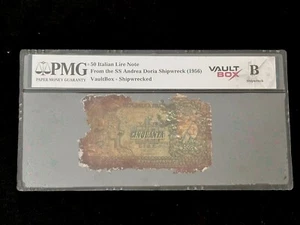 PMG
PAPER MONEY GUARANTY
50 Italian Lire Note
From the SS Andrea Doria Shipwreck (1956)
VaultBox - Shipwrecked
VAULT
BOX
B
CINQUANTA